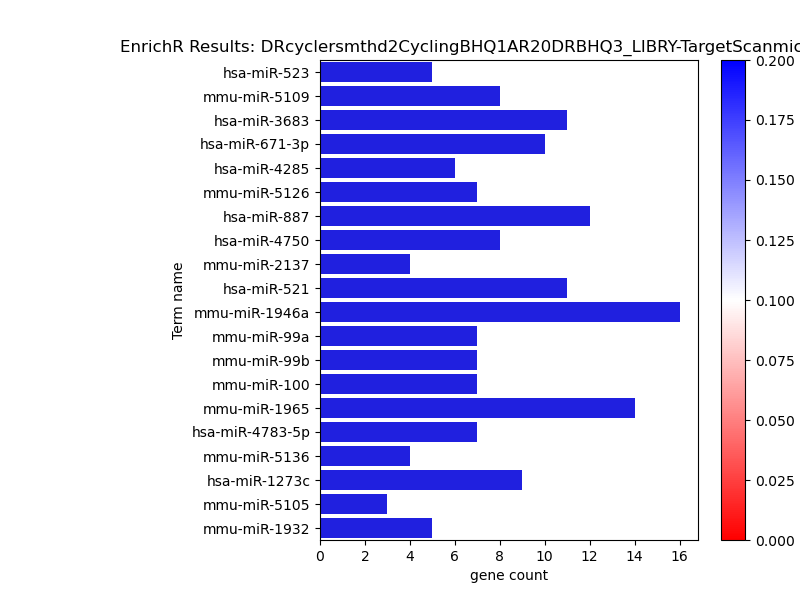 EnrichR Results: DRcyclersmthd2CyclingBHQ1AR20DRBHQ3_LIBRY-TargetScanmic
hsa-miR-523
mmu-miR-5109
hsa-miR-3683
hsa-miR-671-3p
hsa-miR-4285
mmu-miR-5126
hsa-miR-887
hsa-miR-4750
mmu-miR-2137
hsa-miR-521
mmu-miR-1946a
mmu-miR-99a
mmu-miR-99b
mmu-miR-100
mmu-miR-1965
hsa-miR-4783-5p
mmu-miR-5136
hsa-miR-1273c
mmu-miR-5105
mmu-miR-1932
Term name
0 2 4 6 8 10 12 14 16
gene count
0.200
0.175
0.150
0.125
0.100
0.075
0.050
0.025
0.000